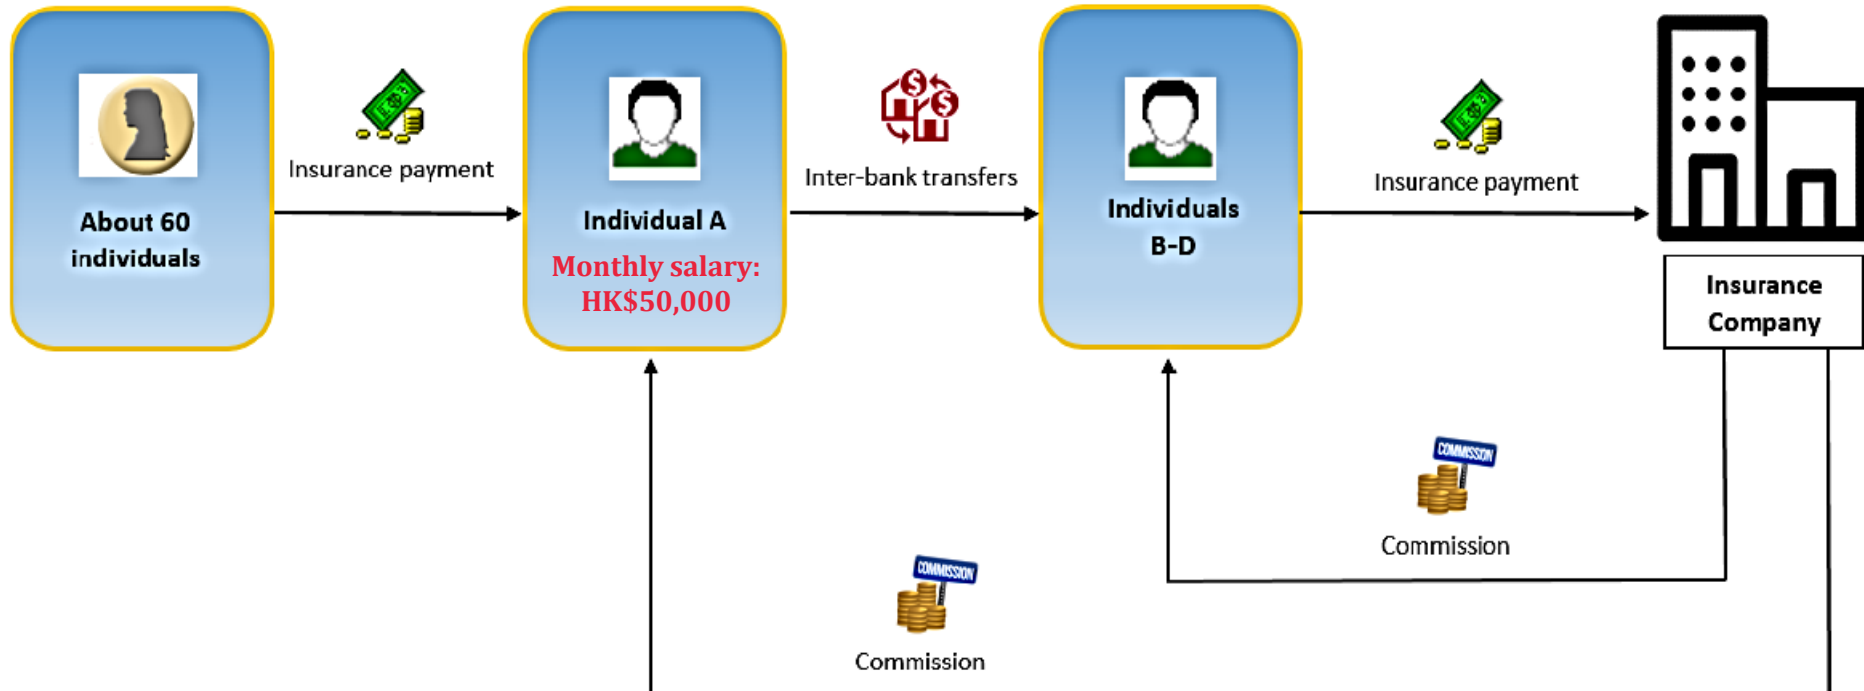 About 60
individuals
Insurance payment
Individual A
Monthly salary:
HK$50,000
Inter-bank transfers
Individuals
B-D
Insurance payment
Insurance
Company
COMMISSION
Commission
COMMISSION
Commission